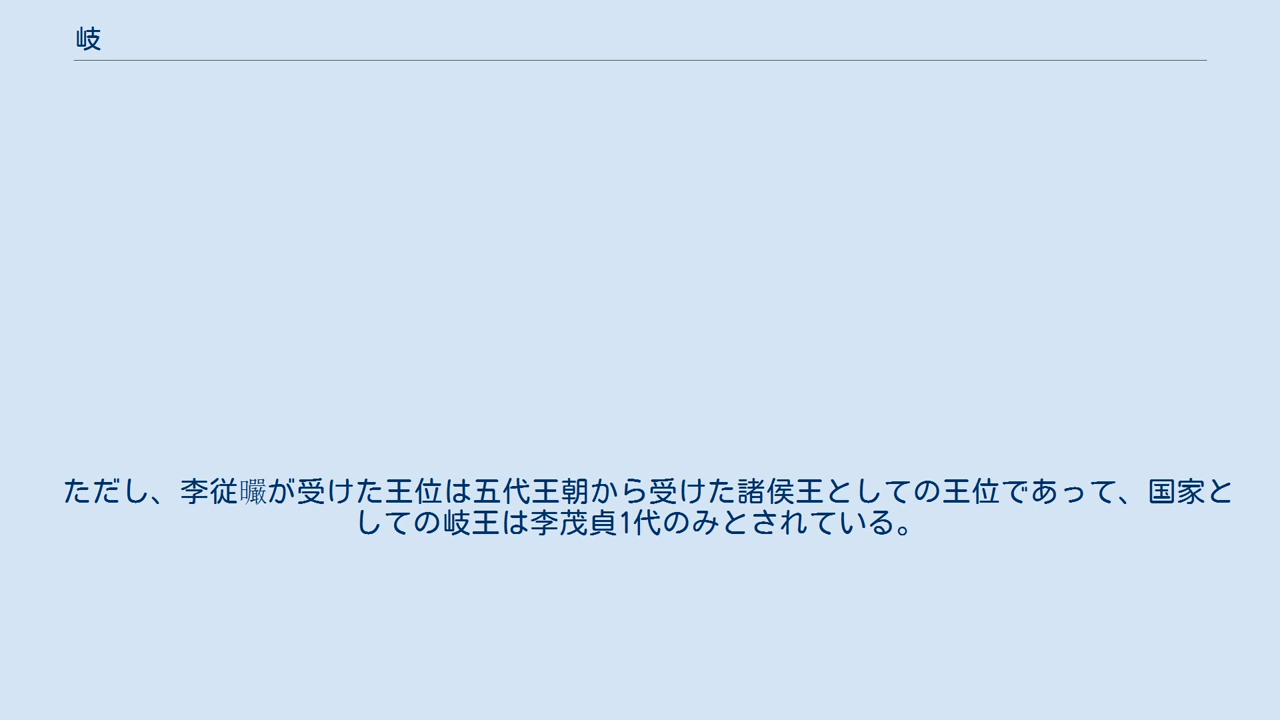 岐
ただし、李従曮が受けた王位は五代王朝から受けた諸侯王としての王位であって、国家と
しての岐王は李茂貞1代のみとされている。